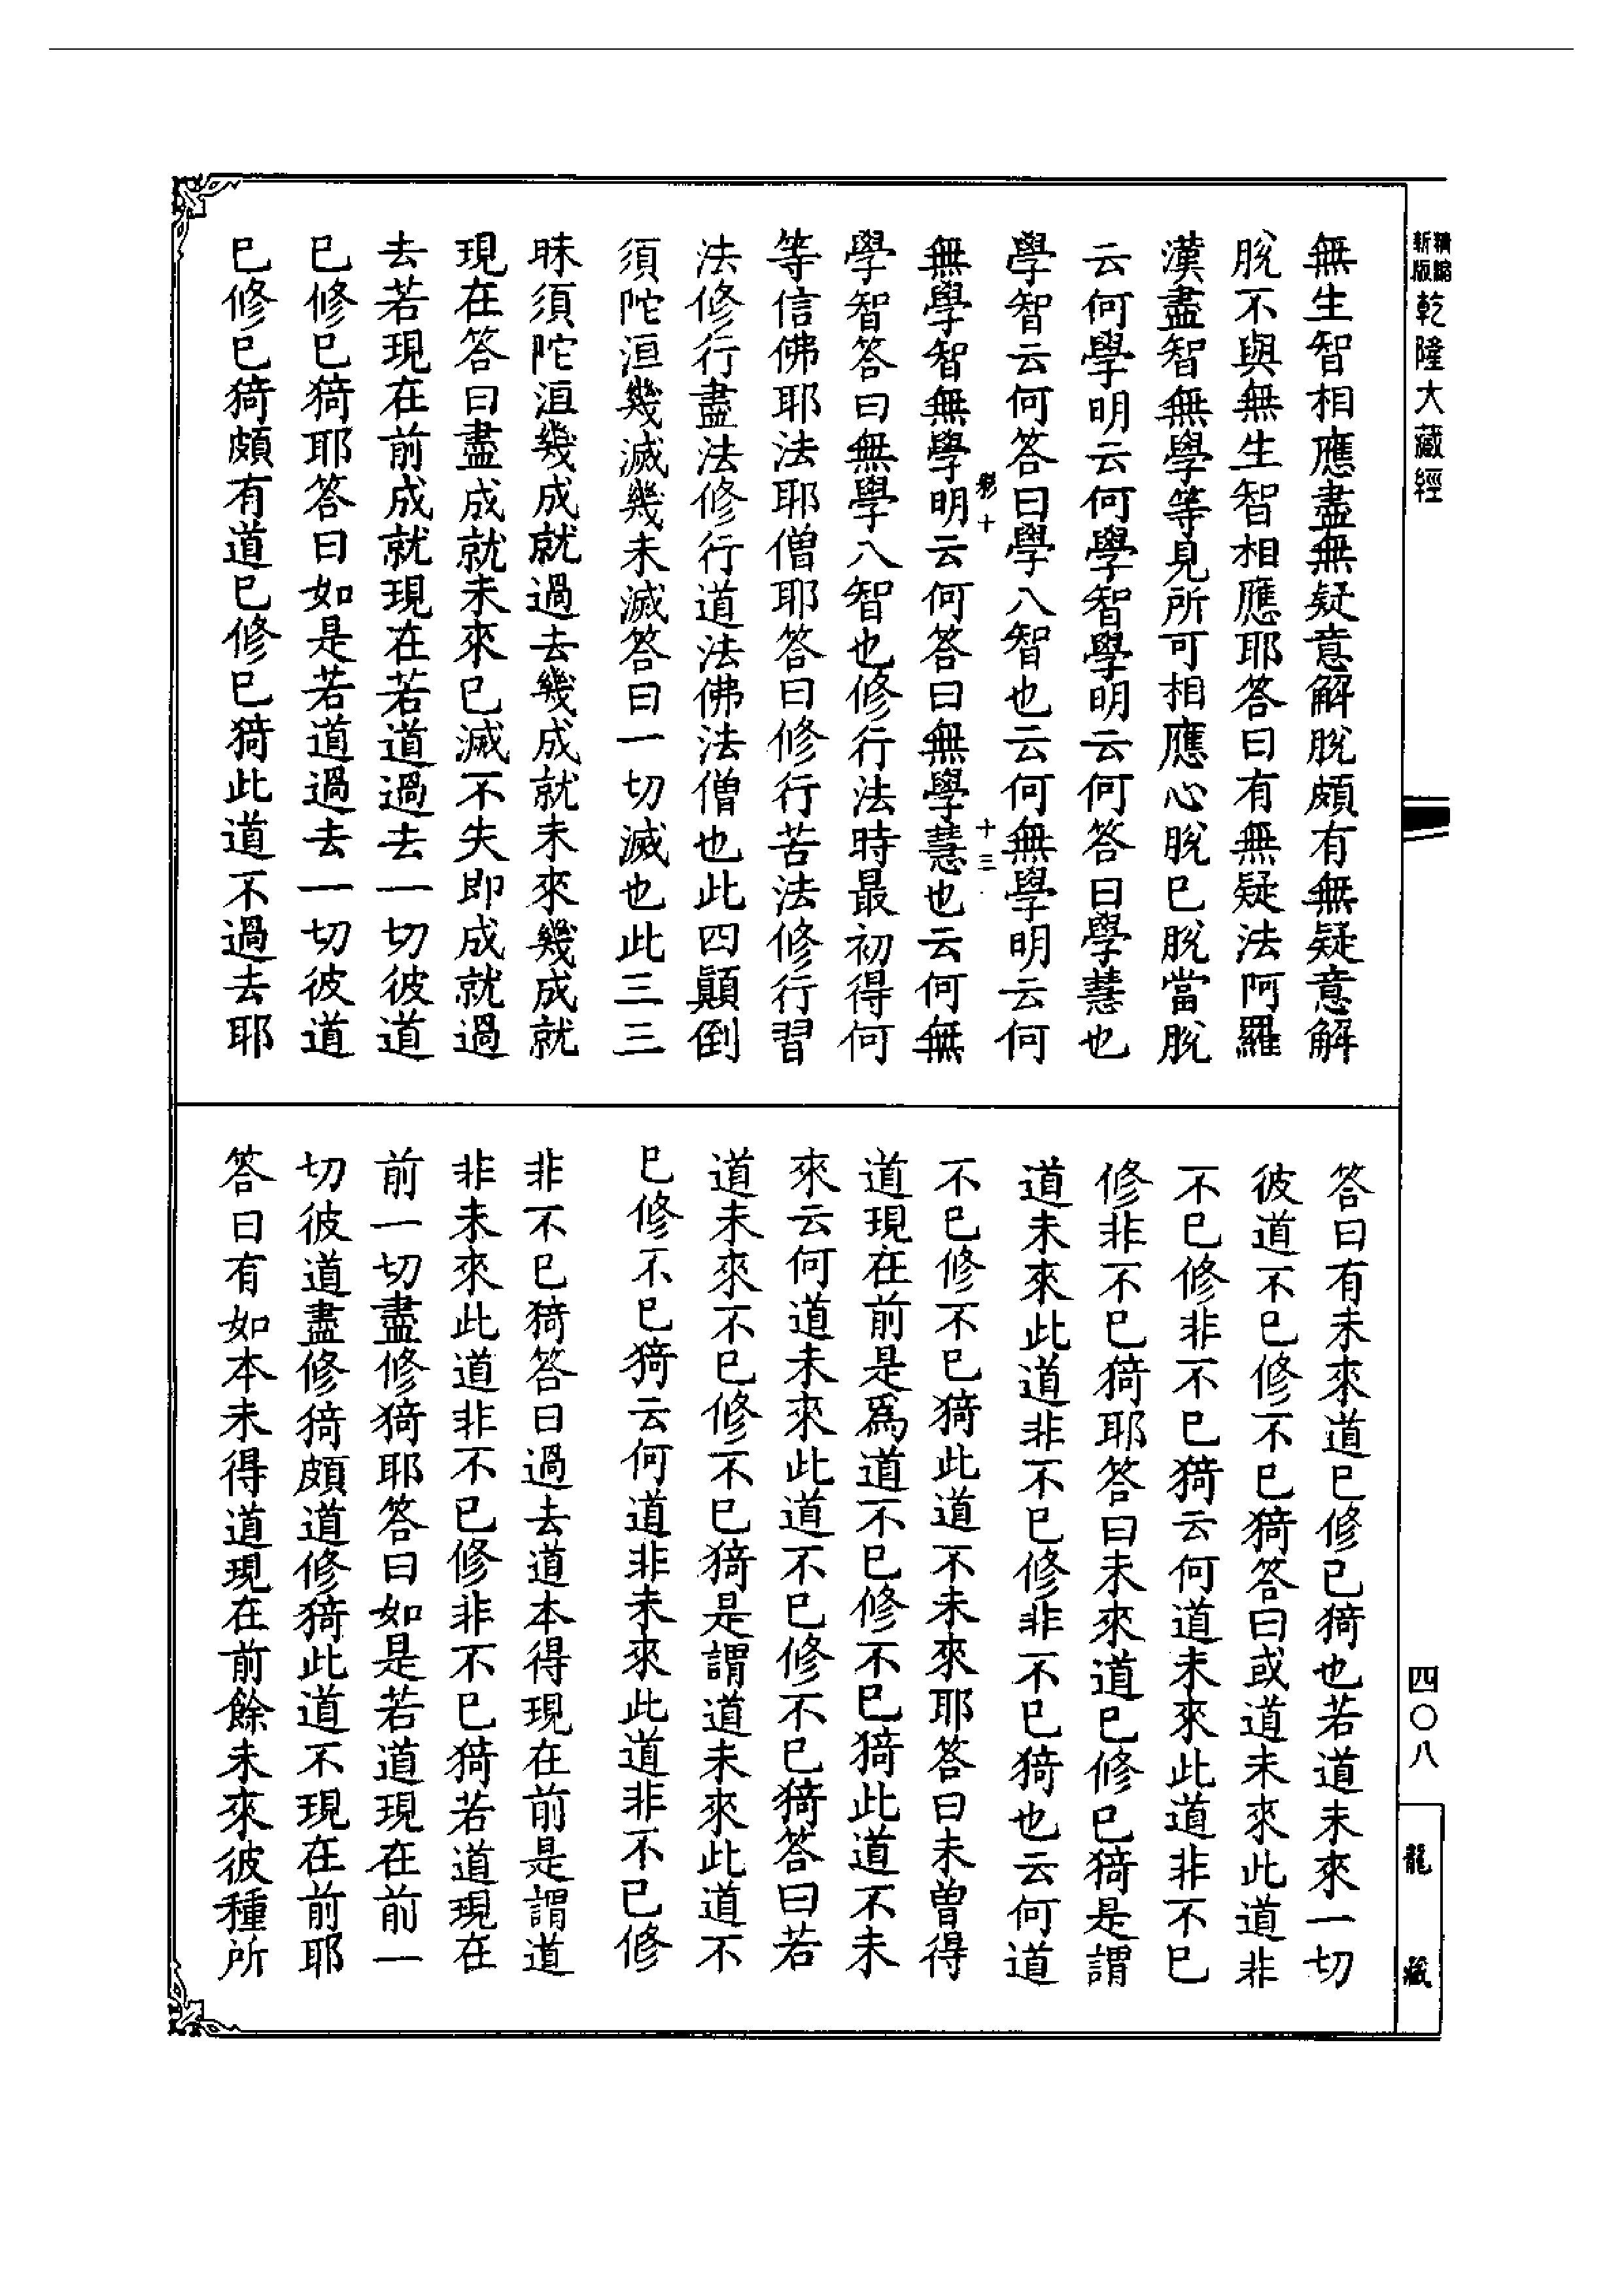 精縮新版乾隆大藏經
四〇八
龍藏
無生智相應盡無疑意解脫頗有無疑意解
脫不與無生智相應耶答曰有無疑法阿羅
漢盡智無學等見所可相應心脫已脫當脫
云何學明云何學智學明云何答曰學慧也
學智云何答曰學八智也云何無學明云何
十三
無學智無學明云何答曰無學慧也云何無
學智答曰無學八智也修行法時最初得何
等信佛耶法耶僧耶答曰修行苦法修行習
法修行盡法修行道法佛法僧也此四顛倒
須陀洹幾滅幾未滅答曰一切滅也此三三
昧須陀洹幾成就過去幾成就未來幾成就
現在答曰盡成就未來已滅不失即成就過
去若現在前成就現在若道過去一切彼道
已修已猗耶答曰如是若道過去一切彼道
已修已猗頗有道已修已猗此道不過去耶
答曰有未來道已修已猗也若道未來一切
彼道不已修不已猗答曰或道未來此道非
不已修非不已猗云何道未來此道非不已
修非不已猗耶答曰未來道已修已猗是謂
道未來此道非不已修非不已猗也云何道
不已修不已猗此道不未來耶答曰未曾得
道現在前是爲道不已修不已猗此道不未
來云何道未來此道不已修不已猗答曰若
道未來不已修不已猗是謂道未來此道不
已修不已猗云何道非未來此道非不已修
非不已猗答曰過去道本得現在前是謂道
非未來此道非不已修非不已猗若道現在
前一切盡修猗耶答曰如是若道現在前一
切彼道盡修猗頗道修猗此道不現在前耶
答曰有如本未得道現在前餘未來彼種所